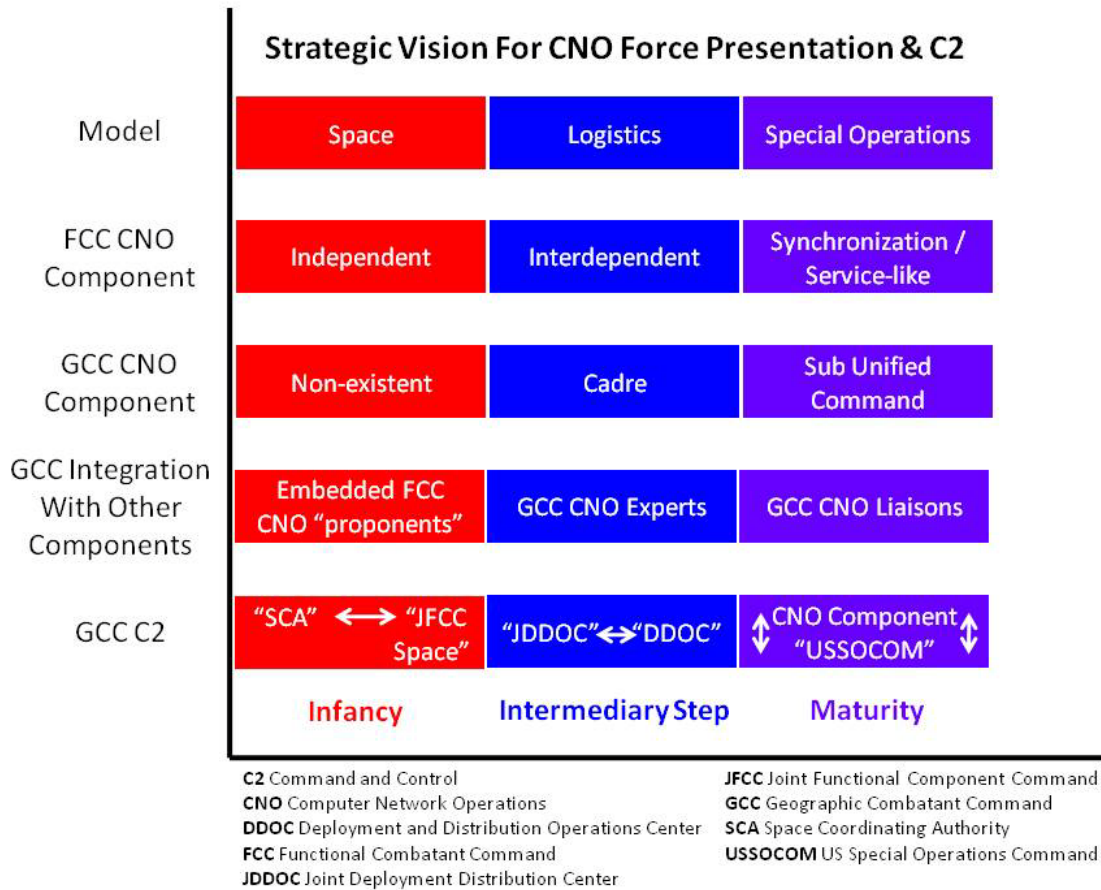 Strategic Vision For CNO Force Presentation & C2
Model
Space
Logistics
Special Operations
FCC CNO
Component
Independent
Interdependent
Synchronization /
Service-like
GCC CNO
Component
Non-existent
Cadre
Sub Unified
Command
GCC Integration
With Other
Components
Embedded FCC
CNO “proponents”
GCC CNO Experts
GCC CNO Liaisons
GCC C2
“SCA” ↔ “JFCC
Space”
“JDDOC”↔“DDOC”
CNO Component
“USSOCOM”
Infancy
Intermediary Step
Maturity
C2 Command and Control
CNO Computer Network Operations
DDOC Deployment and Distribution Operations Center
FCC Functional Combatant Command
JDDOC Joint Deployment Distribution Center
JFCC Joint Functional Component Command
GCC Geographic Combatant Command
SCA Space Coordinating Authority
USSOCOM US Special Operations Command